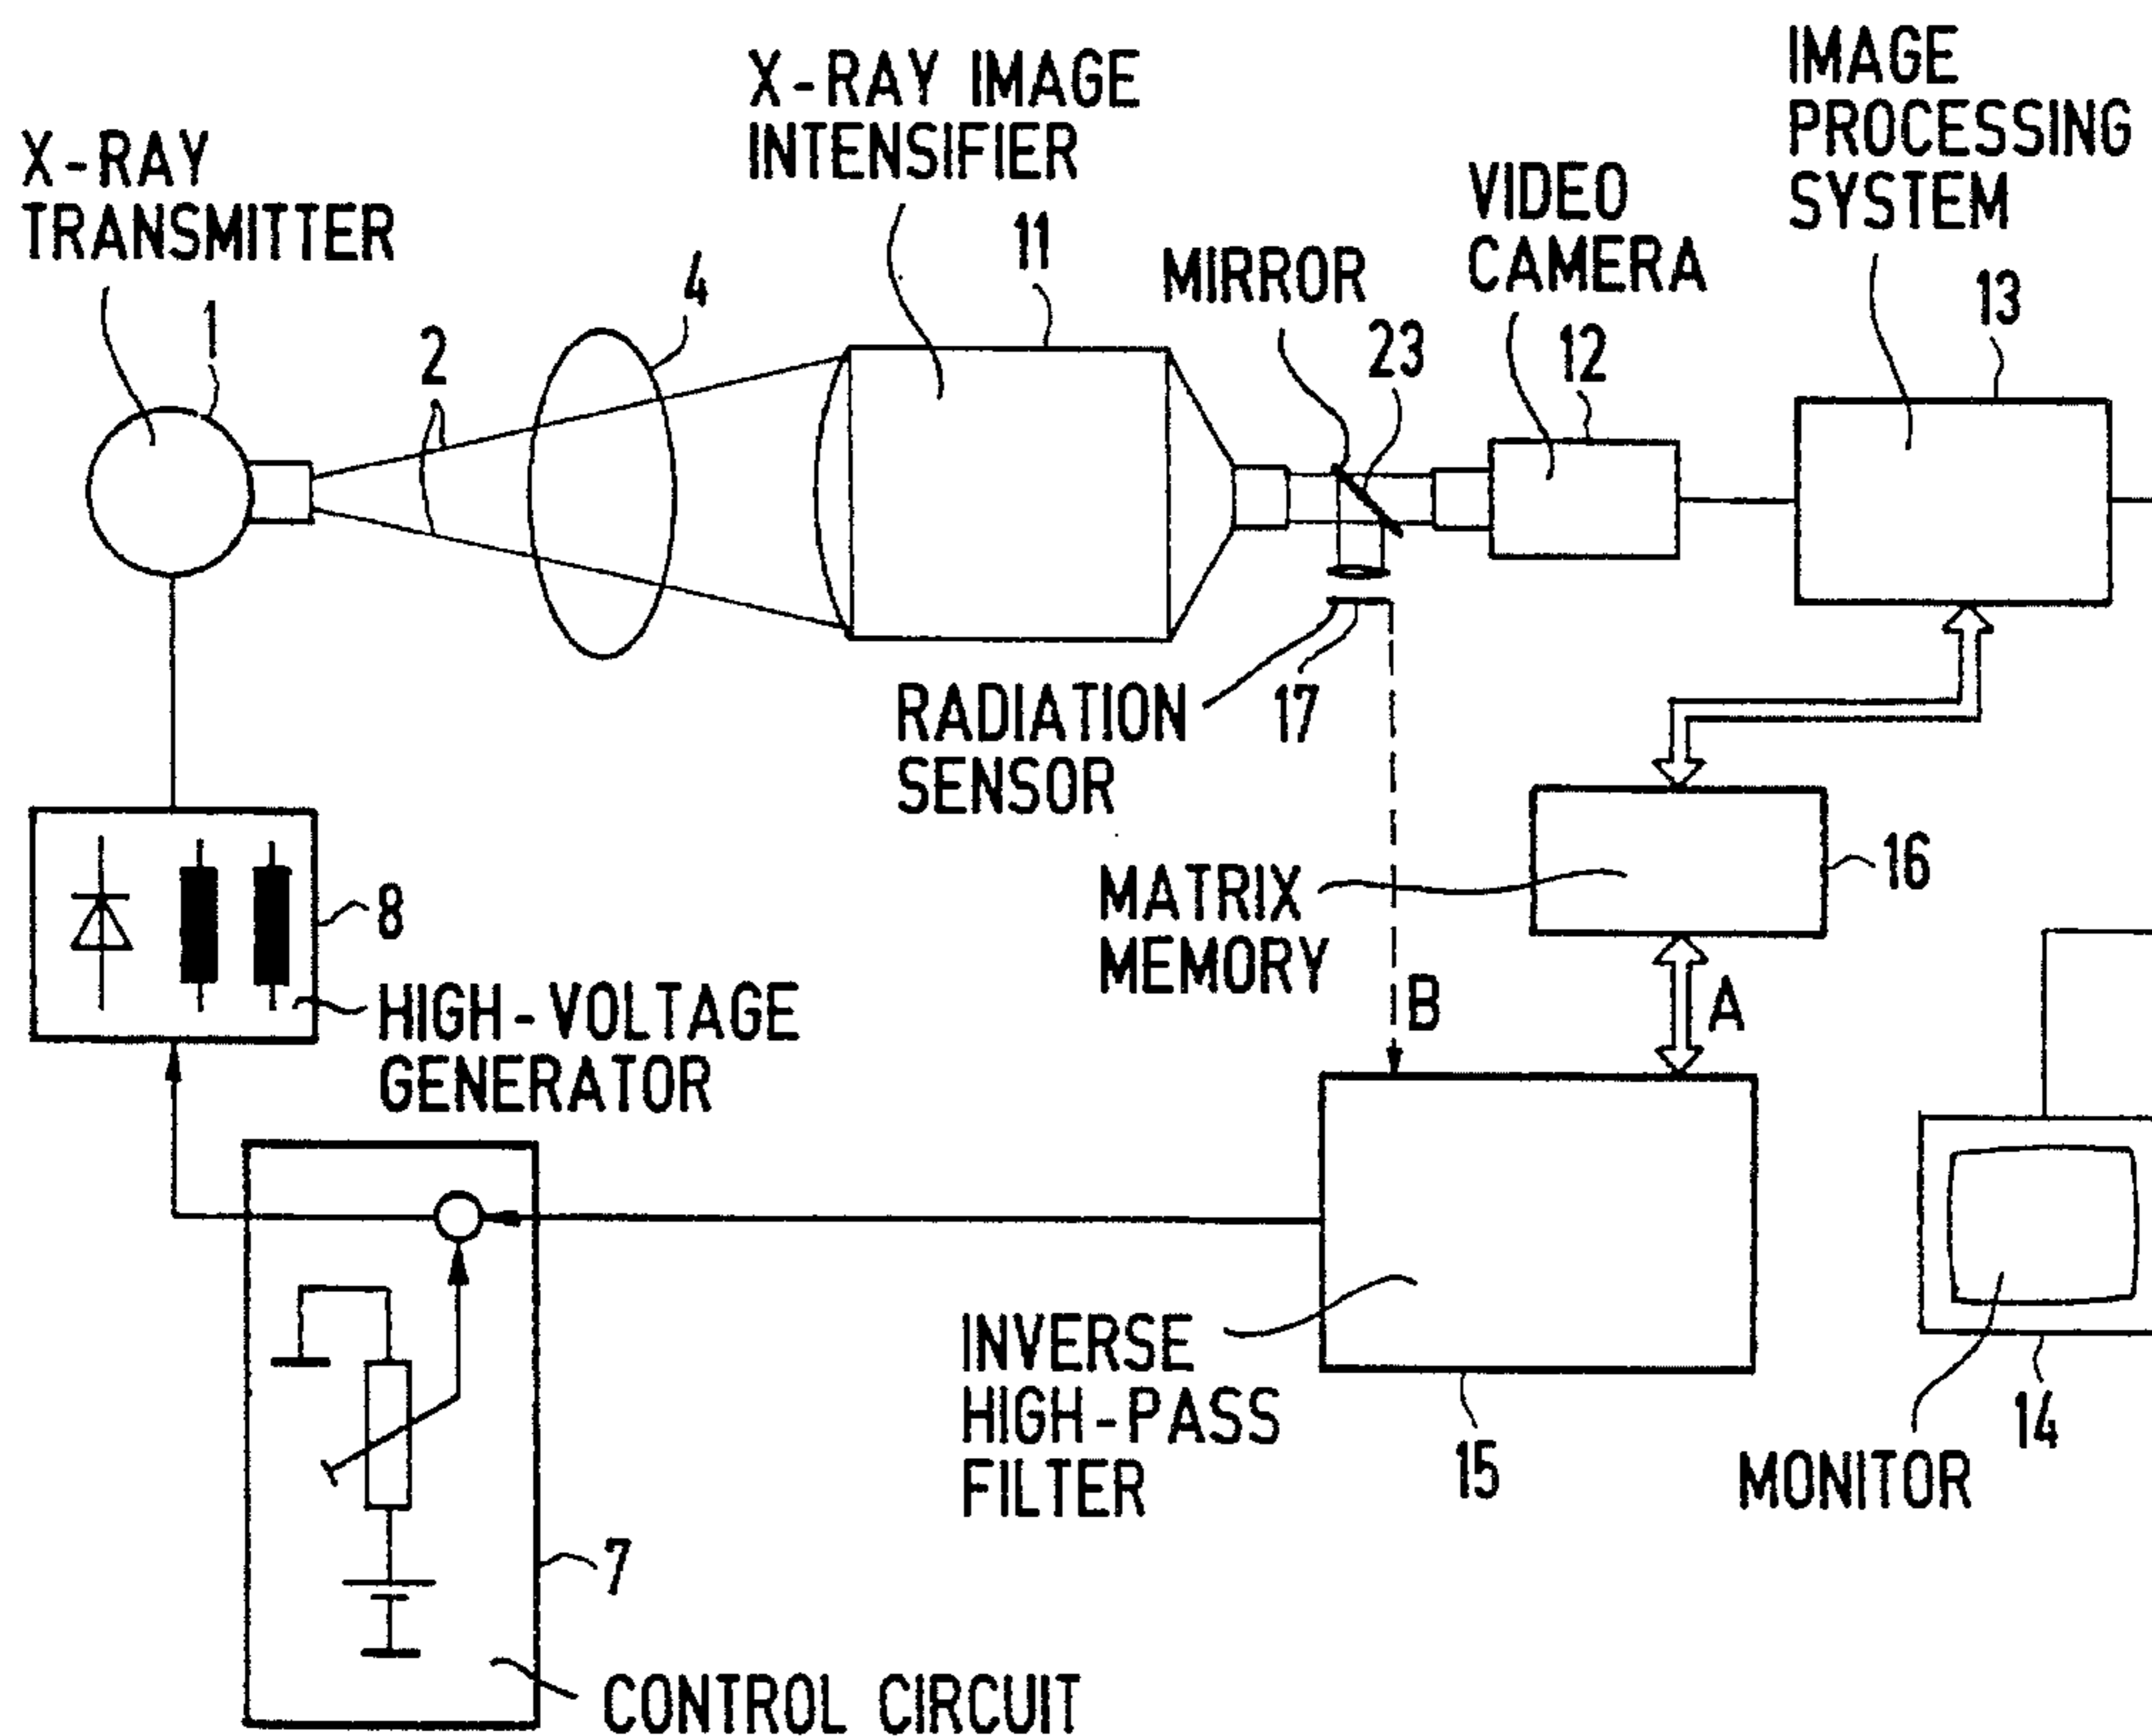 X-RAY
TRANSMITTER
1
2
4
X-RAY IMAGE
INTENSIFIER
11
MIRROR
23
VIDEO
CAMERA
12
IMAGE
PROCESSING
SYSTEM
13
RADIATION
SENSOR
17
MATRIX
MEMORY
16
8
HIGH-VOLTAGE
GENERATOR
B
A
INVERSE
HIGH-PASS
FILTER
15
14
MONITOR
7
CONTROL CIRCUIT